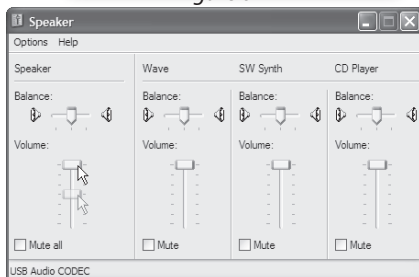 Speaker
Options Help
Speaker Wave SW Synth CD Player
Balance: Balance: Balance: Balance:
Volume: Volume: Volume: Volume:
Mute all Mute Mute Mute
USB Audio CODEC